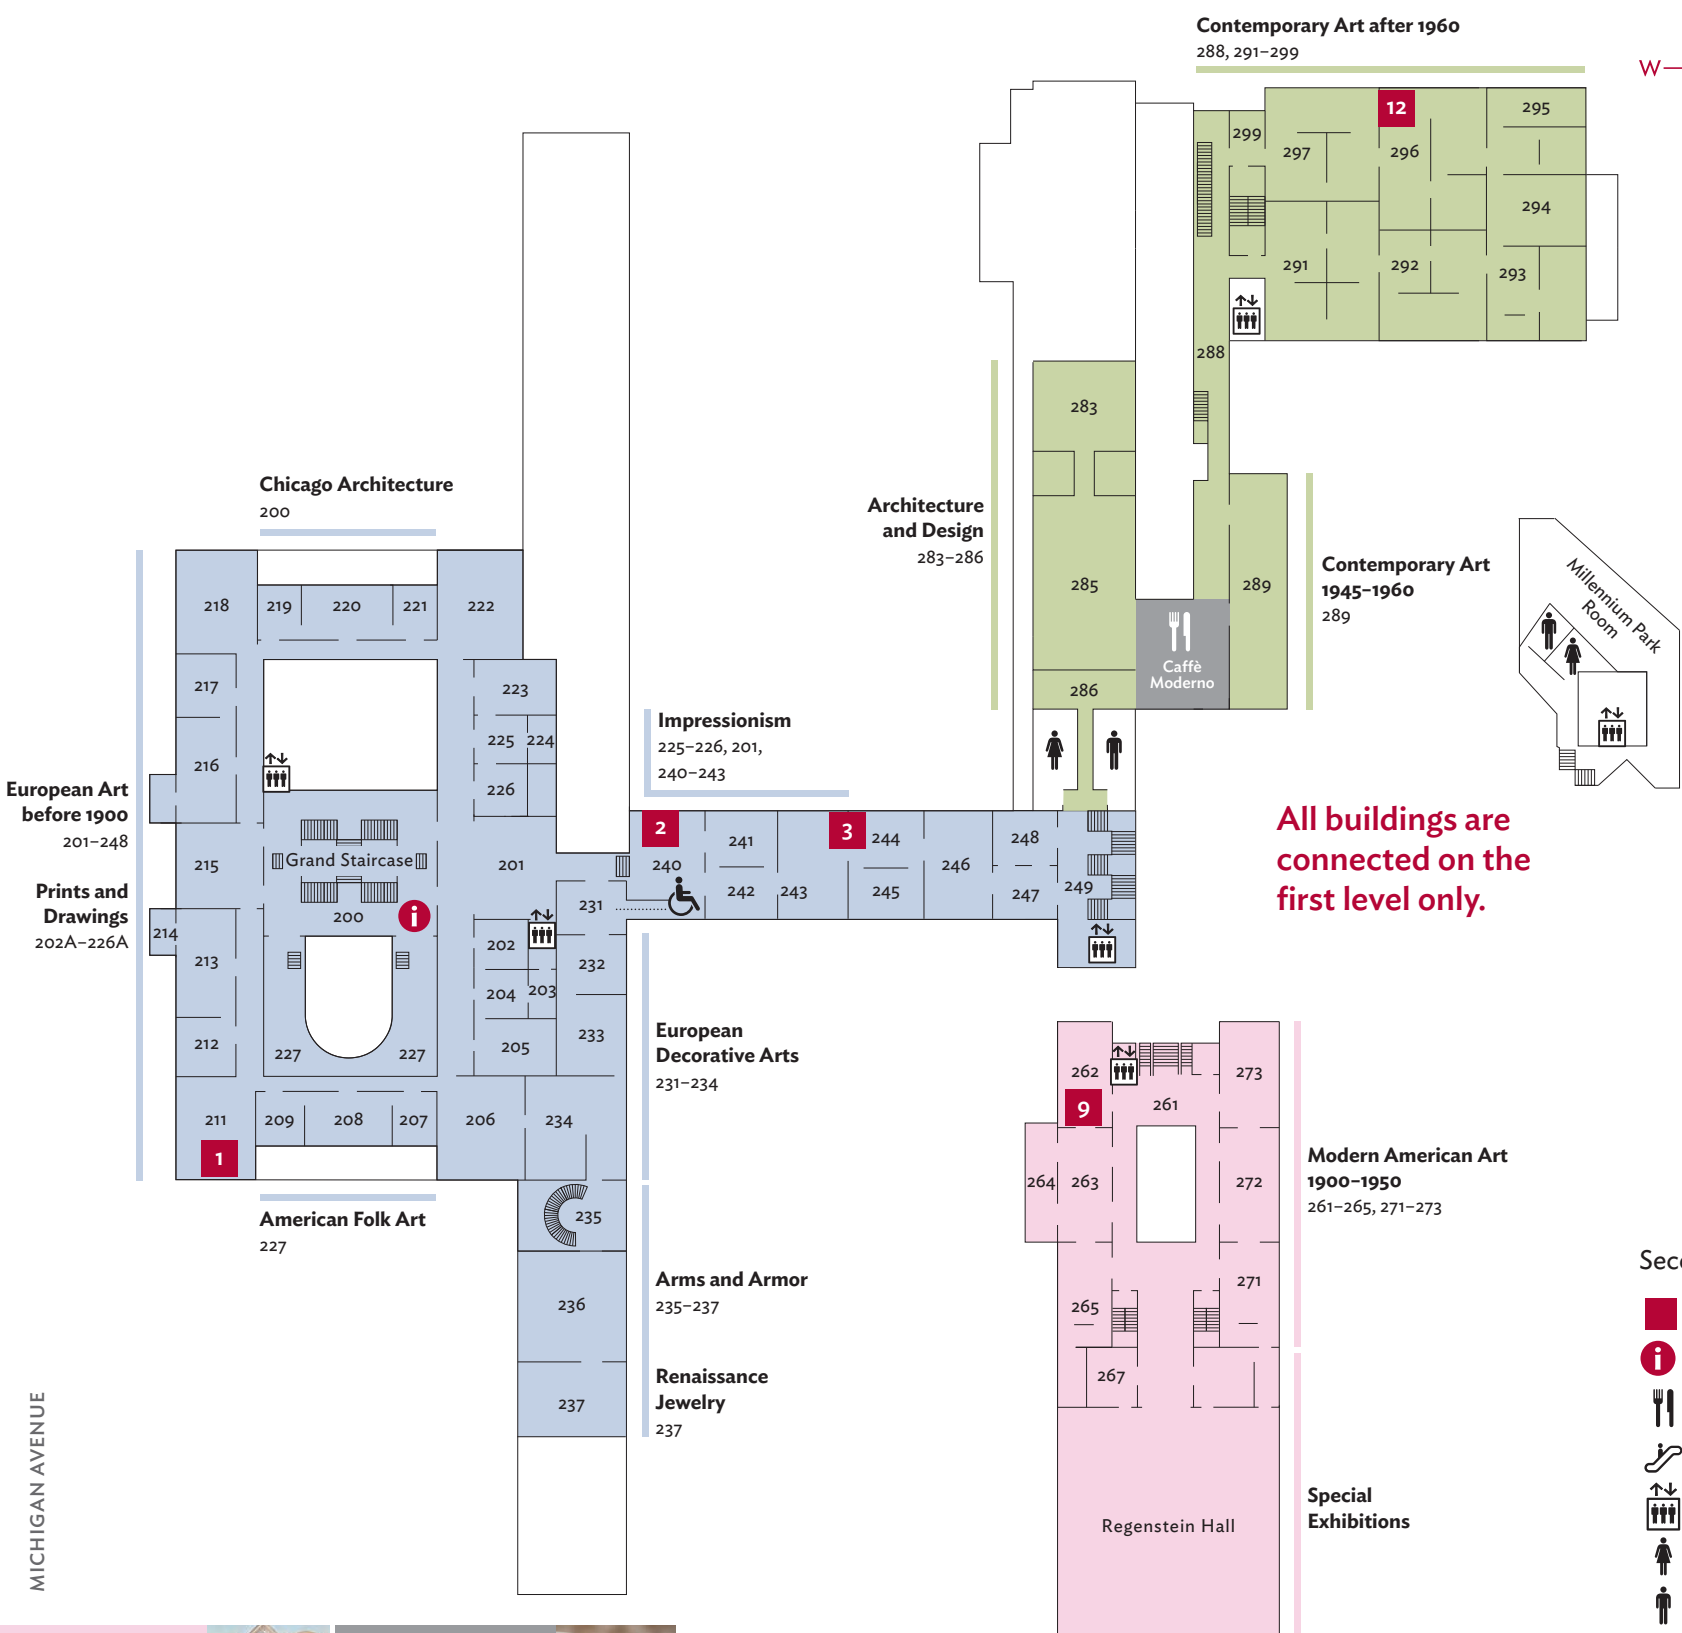 Contemporary Art after 1960
288, 291–299
W
12
295
299
297
296
294
291
292
293
288
283
Chicago Architecture
200
Architecture
and Design
283–286
285
289
Contemporary Art
1945–1960
289
Millennium Park
Room
218
219
220
221
222
Caffè
Moderno
286
217
223
Impressionism
225–226, 201,
240–243
225
224
216
226
European Art
before 1900
201–248
All buildings are
connected on the
first level only.
2
3
241
244
248
215
Grand Staircase
201
240
246
Prints and
Drawings
202A–226A
242
243
245
247
249
231
200
i
214
213
202
232
204
203
212
227
227
205
233
European
Decorative Arts
231–234
262
273
9
261
211
209
208
207
206
234
1
Modern American Art
1900–1950
261–265, 271–273
264
263
272
American Folk Art
227
235
Arms and Armor
235–237
236
265
271
Seco
267
Renaissance
Jewelry
237
237
i
MICHIGAN AVENUE
Regenstein Hall
Special
Exhibitions